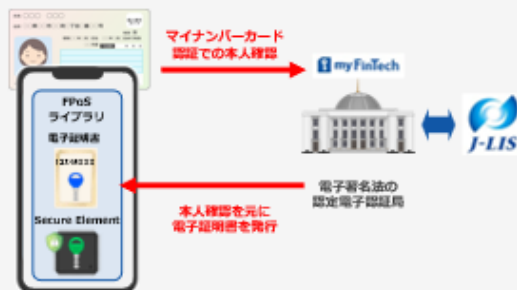 マイナンバーカード
認証での本人確認
myFinTech
FPoS
ライブラリ
電子証明書
Secure Element
J-LIS
電子署名法の
認定電子認証局
本人確認を元に
電子証明書を発行